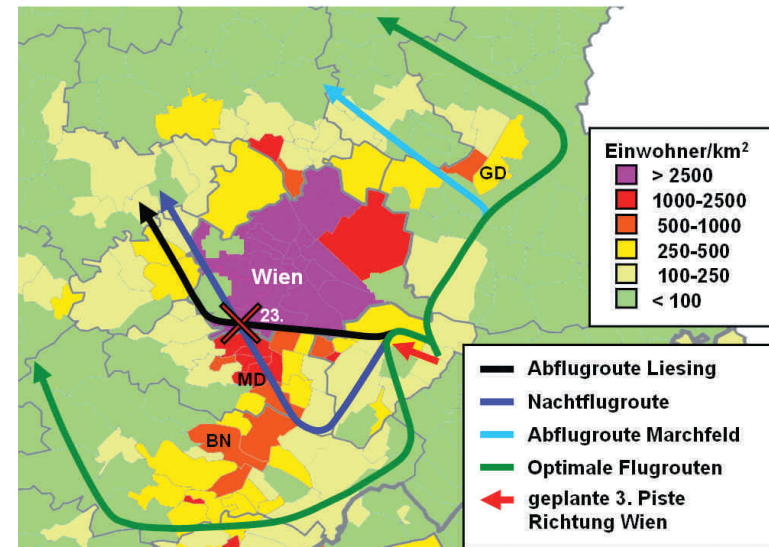 GD
Wien
23.
MD
BN
Einwohner/km²
> 2500
1000-2500
500-1000
250-500
100-250
< 100
Abflugroute Liesing
Nachtflugroute
Abflugroute Marchfeld
Optimale Flugrouten
geplante 3. Piste
Richtung Wien